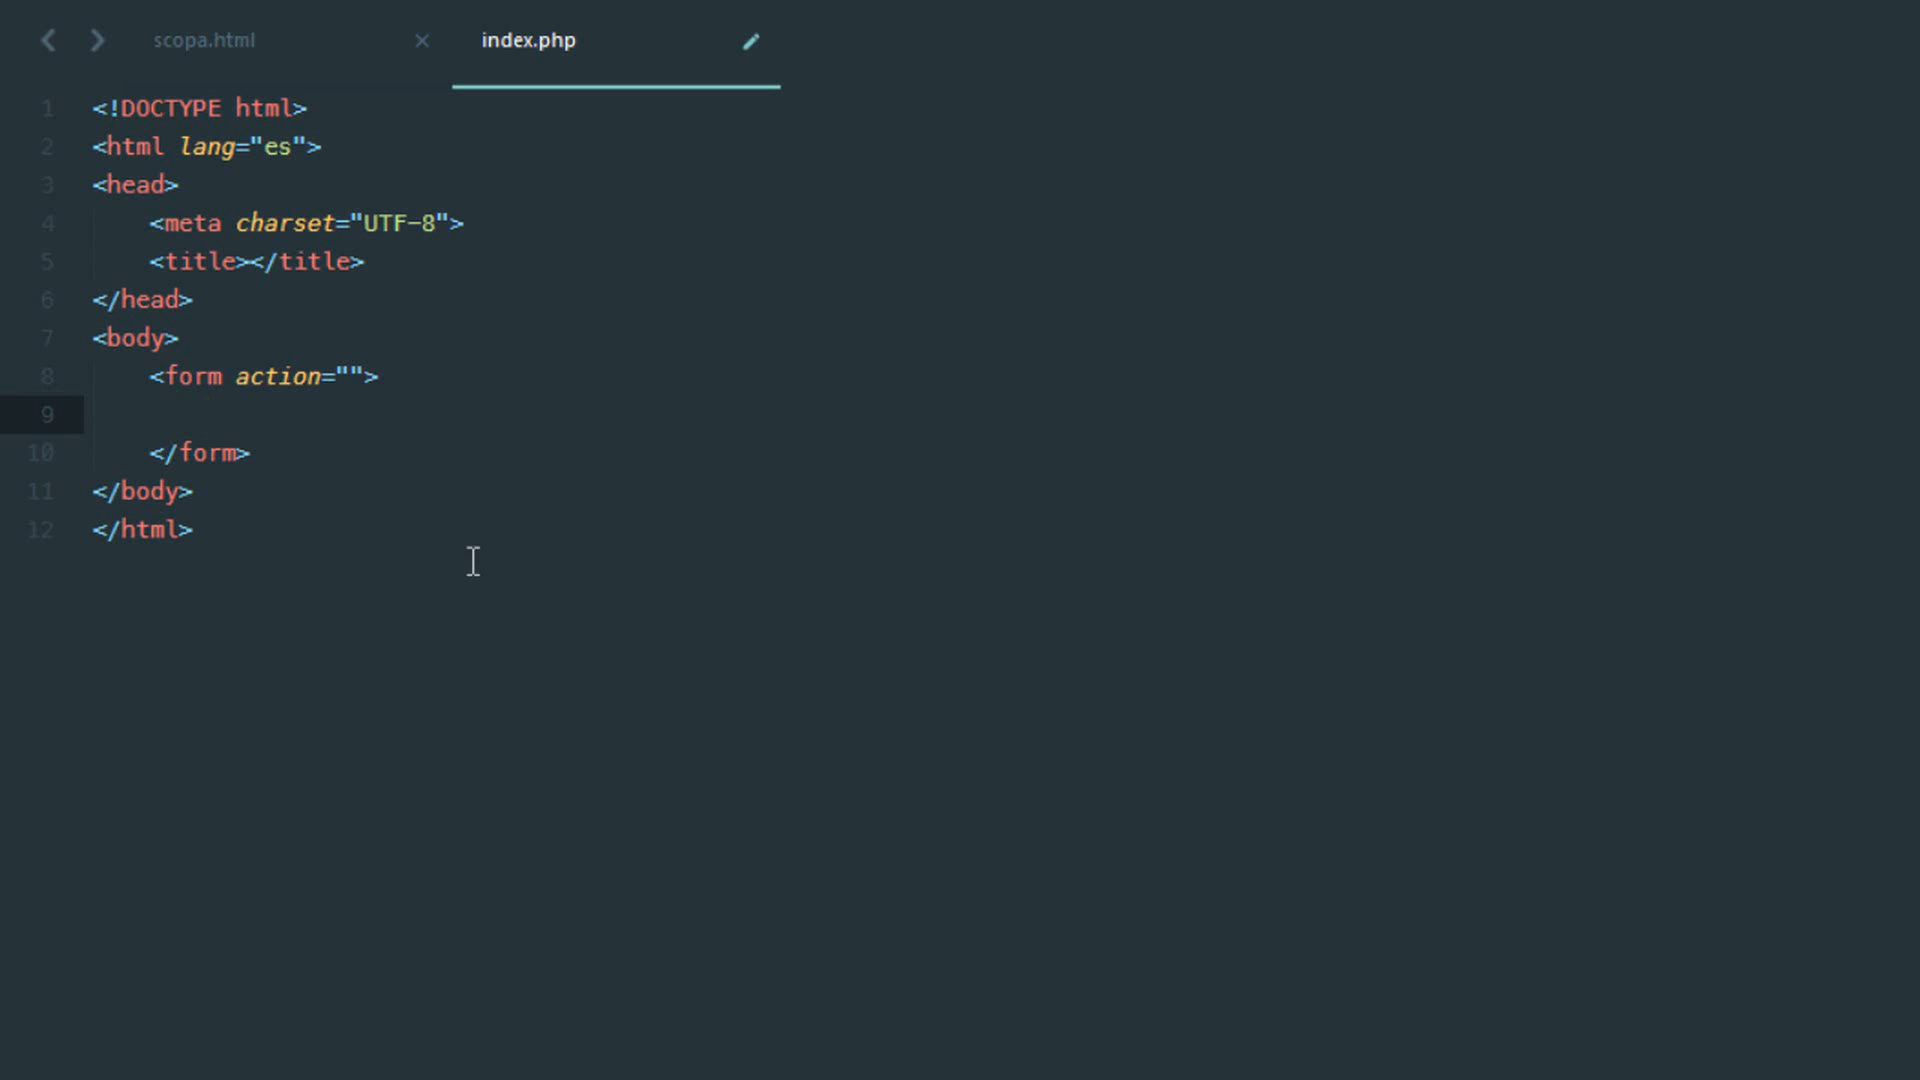 scopa.html index.php
1 <!DOCTYPE html>
2 <html lang="es">
3 <head>
4     <meta charset="UTF-8">
5     <title></title>
6 </head>
7 <body>
8     <form action="">
9
10     </form>
11 </body>
12 </html>